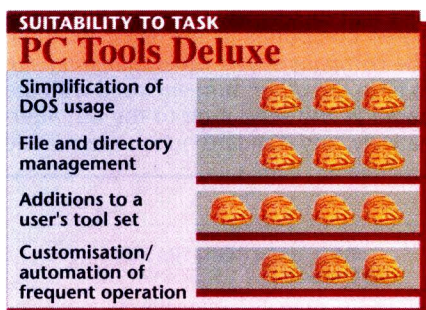 SUITABILITY TO TASK
PC Tools Deluxe
Simplification of
DOS usage
File and directory
management
Additions to a
user's tool set
Customisation/
automation of
frequent operation